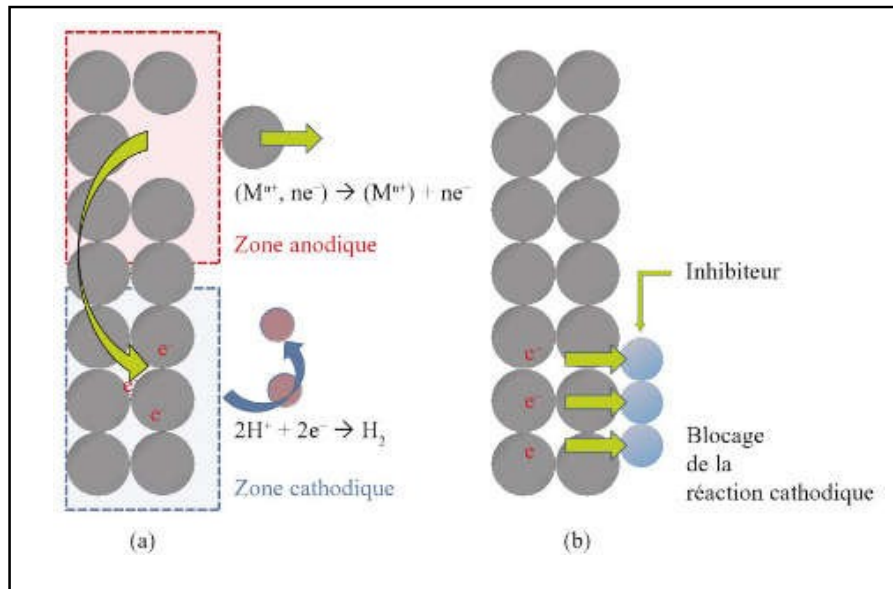 (Mⁿ⁺, ne⁻) → (Mⁿ⁺) + ne⁻
Zone anodique
e⁻
e⁻
e⁻
2H⁺ + 2e⁻ → H₂
Zone cathodique
(a)
Inhibiteur
e⁻
e⁻
e⁻
Blocage
de la
réaction cathodique
(b)